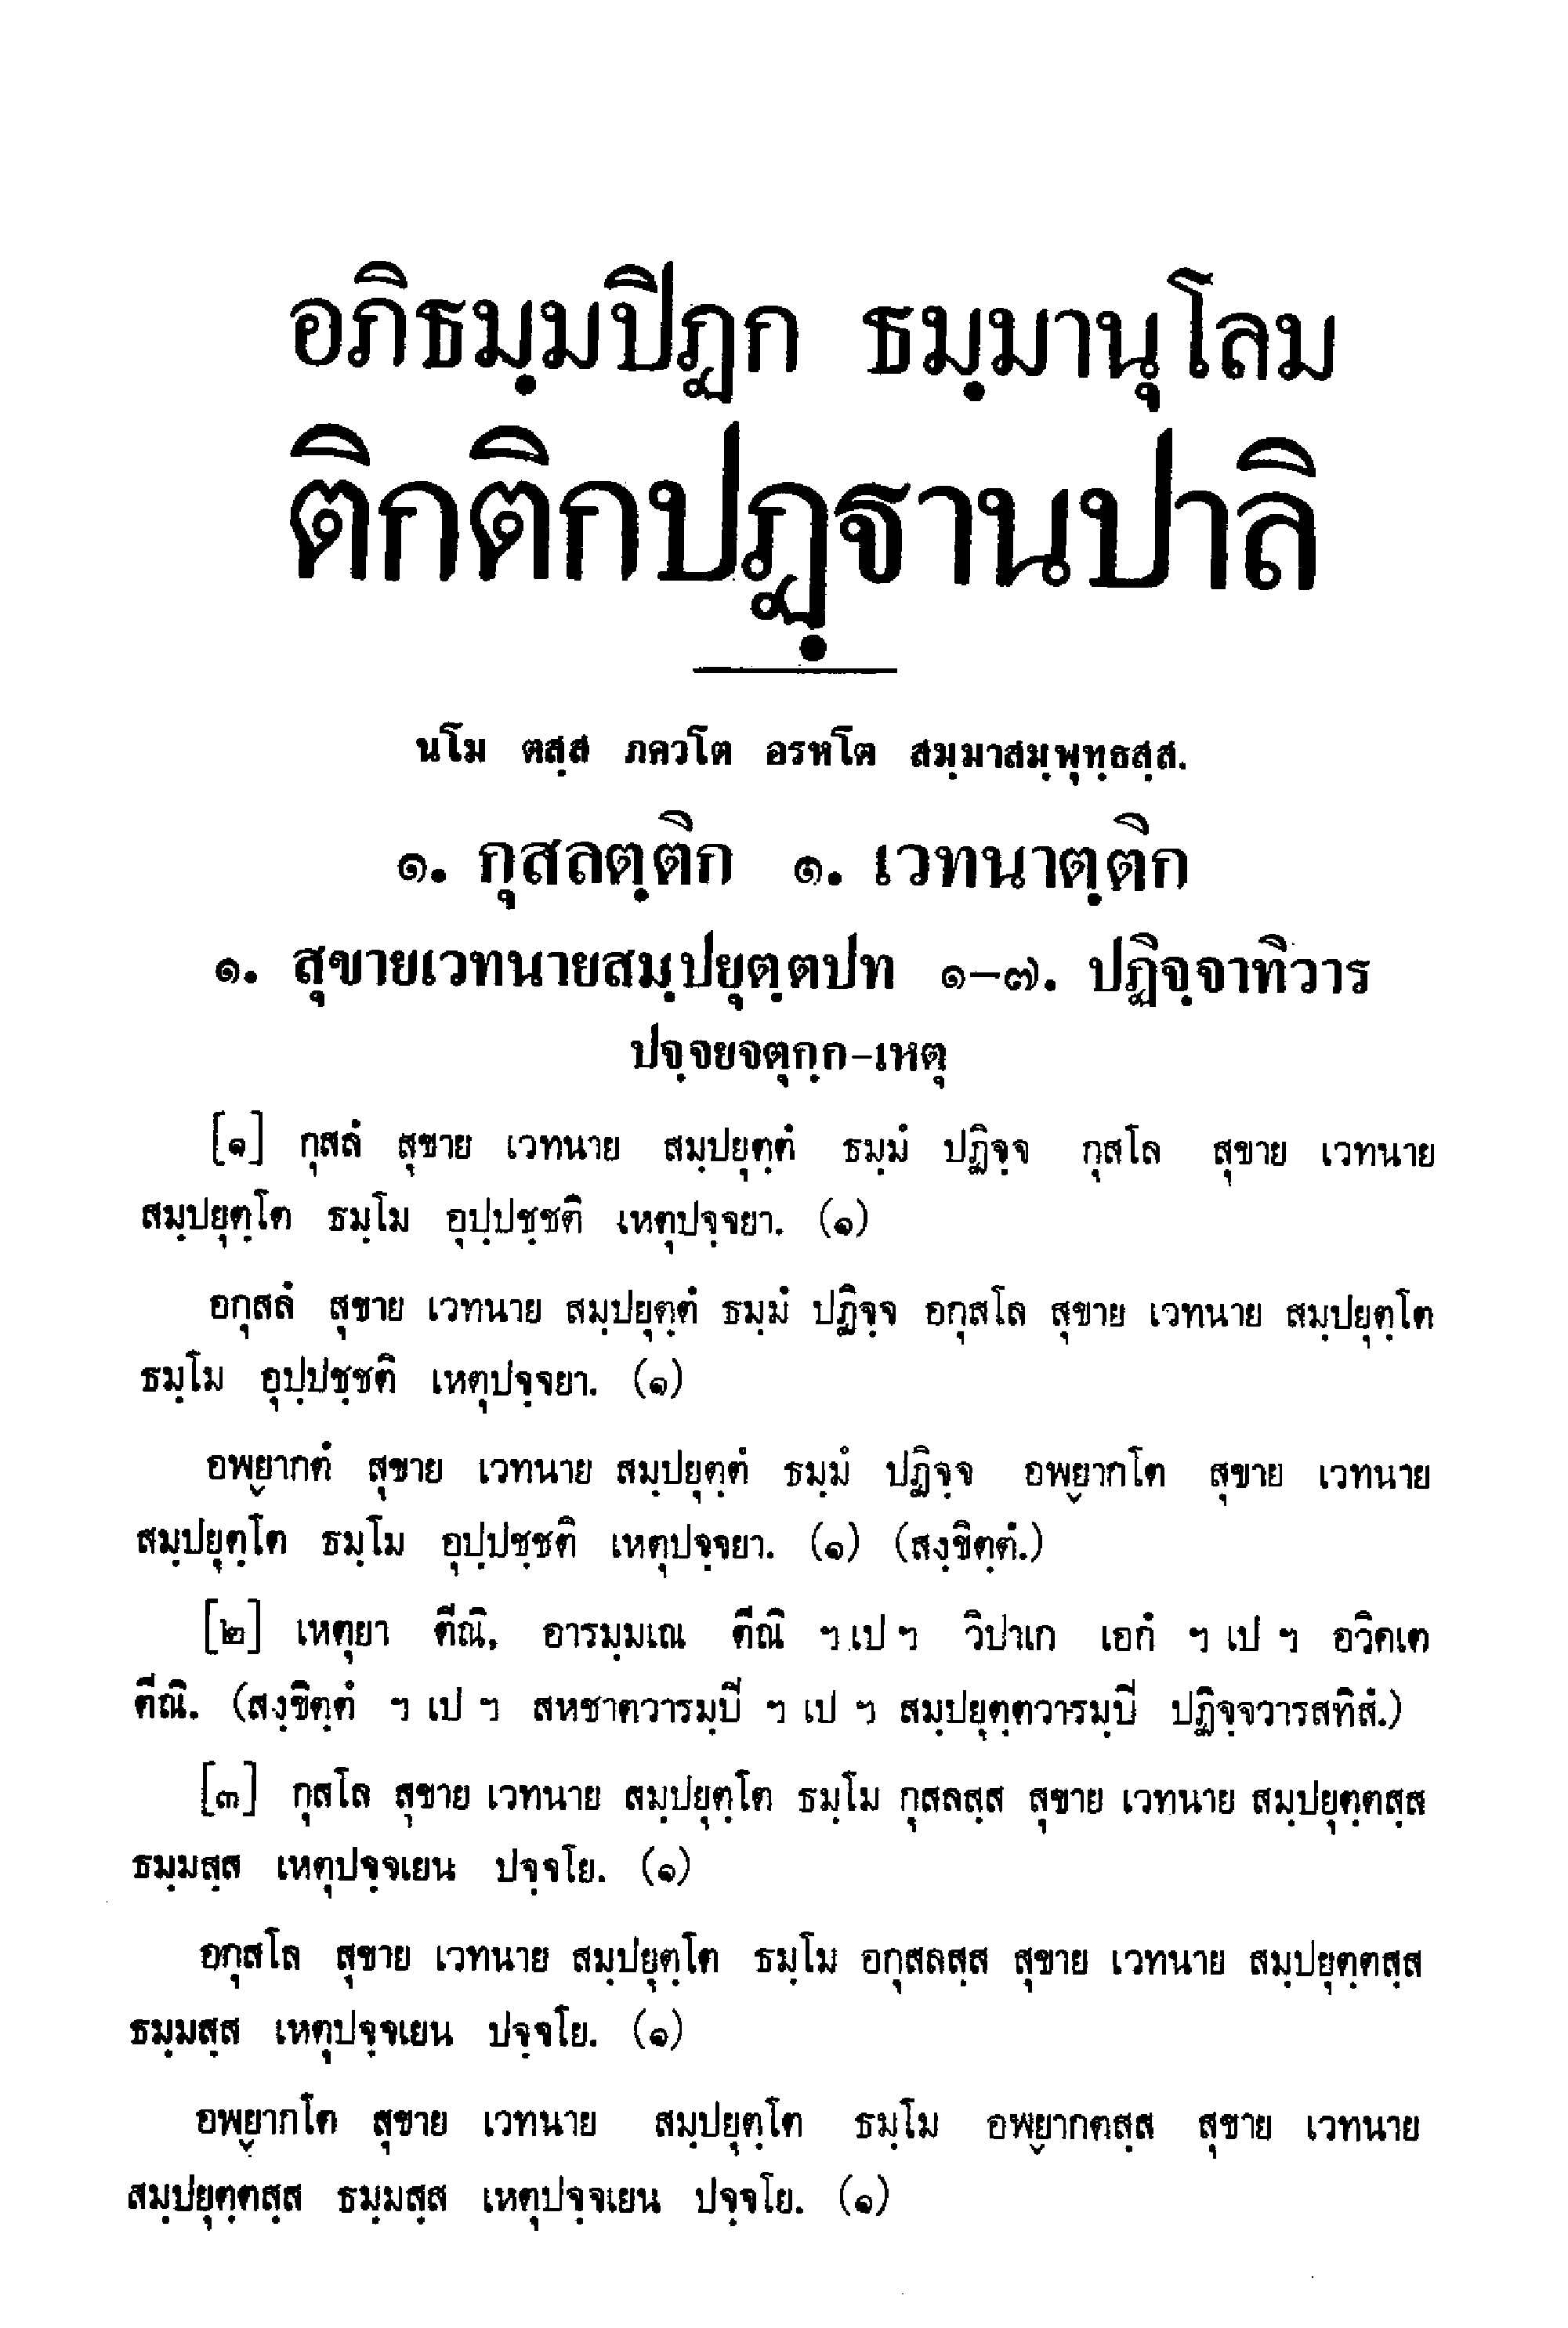 อภิธมฺมปิฏก ธมฺมานุโลม
ติกติกปฏฺฐานปาลิ
นโม ตสฺส ภควโต อรหโต สมฺมาสมฺพุทฺธสฺส.
๑. กุสลตฺติก ๑. เวทนาตฺติก
๑. สุขายเวทนายสมฺปยุตฺตปท ๑–๗. ปฏิจฺจาทิวาร
ปจฺจยจตุกฺก–เหตุ
[๑] กุสลํ สุขาย เวทนาย สมฺปยุตฺตํ ธมฺมํ ปฏิจฺจ กุสโล สุขาย เวทนาย
สมฺปยุตฺโต ธมฺโม อุปฺปชฺชติ เหตุปจฺจยา. (๑)
อกุสลํ สุขาย เวทนาย สมฺปยุตฺตํ ธมฺมํ ปฏิจฺจ อกุสโล สุขาย เวทนาย สมฺปยุตฺโต
ธมฺโม อุปฺปชฺชติ เหตุปจฺจยา. (๑)
อพฺยากตํ สุขาย เวทนาย สมฺปยุตฺตํ ธมฺมํ ปฏิจฺจ อพฺยากโต สุขาย เวทนาย
สมฺปยุตฺโต ธมฺโม อุปฺปชฺชติ เหตุปจฺจยา. (๑) (สงฺขิตฺตํ.)
[๒] เหตุยา ตีณิ, อารมฺมเณ ตีณิ ฯ เป ฯ วิปาเก เอกํ ฯ เป ฯ อวิคเต
ตีณิ. (สงฺขิตฺตํ ฯ เป ฯ สหชาตวารมฺปิ ฯ เป ฯ สมฺปยุตฺตวารมฺปิ ปฏิจฺจวารสทิสํ.)
[๓] กุสโล สุขาย เวทนาย สมฺปยุตฺโต ธมฺโม กุสลสฺส สุขาย เวทนาย สมฺปยุตฺตสฺส
ธมฺมสฺส เหตุปจฺจเยน ปจฺจโย. (๑)
อกุสโล สุขาย เวทนาย สมฺปยุตฺโต ธมฺโม อกุสลสฺส สุขาย เวทนาย สมฺปยุตฺตสฺส
ธมฺมสฺส เหตุปจฺจเยน ปจฺจโย. (๑)
อพฺยากโต สุขาย เวทนาย สมฺปยุตฺโต ธมฺโม อพฺยากตสฺส สุขาย เวทนาย
สมฺปยุตฺตสฺส ธมฺมสฺส เหตุปจฺจเยน ปจฺจโย. (๑)